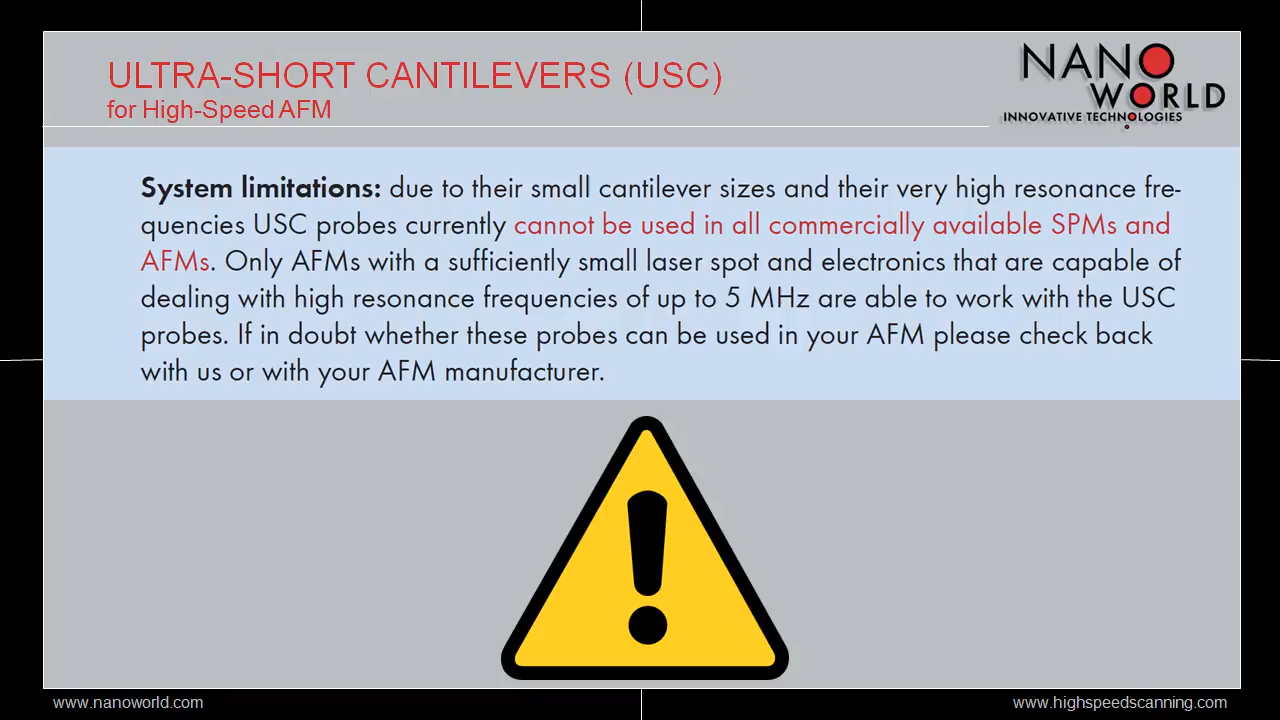 ULTRA-SHORT CANTILEVERS (USC)
for High-Speed AFM
NANO
WORLD
INNOVATIVE TECHNOLOGIES
System limitations: due to their small cantilever sizes and their very high resonance fre-
quencies USC probes currently cannot be used in all commercially available SPMs and
AFMs. Only AFMs with a sufficiently small laser spot and electronics that are capable of
dealing with high resonance frequencies of up to 5 MHz are able to work with the USC
probes. If in doubt whether these probes can be used in your AFM please check back
with us or with your AFM manufacturer.
www.nanoworld.com
www.highspeedscanning.com